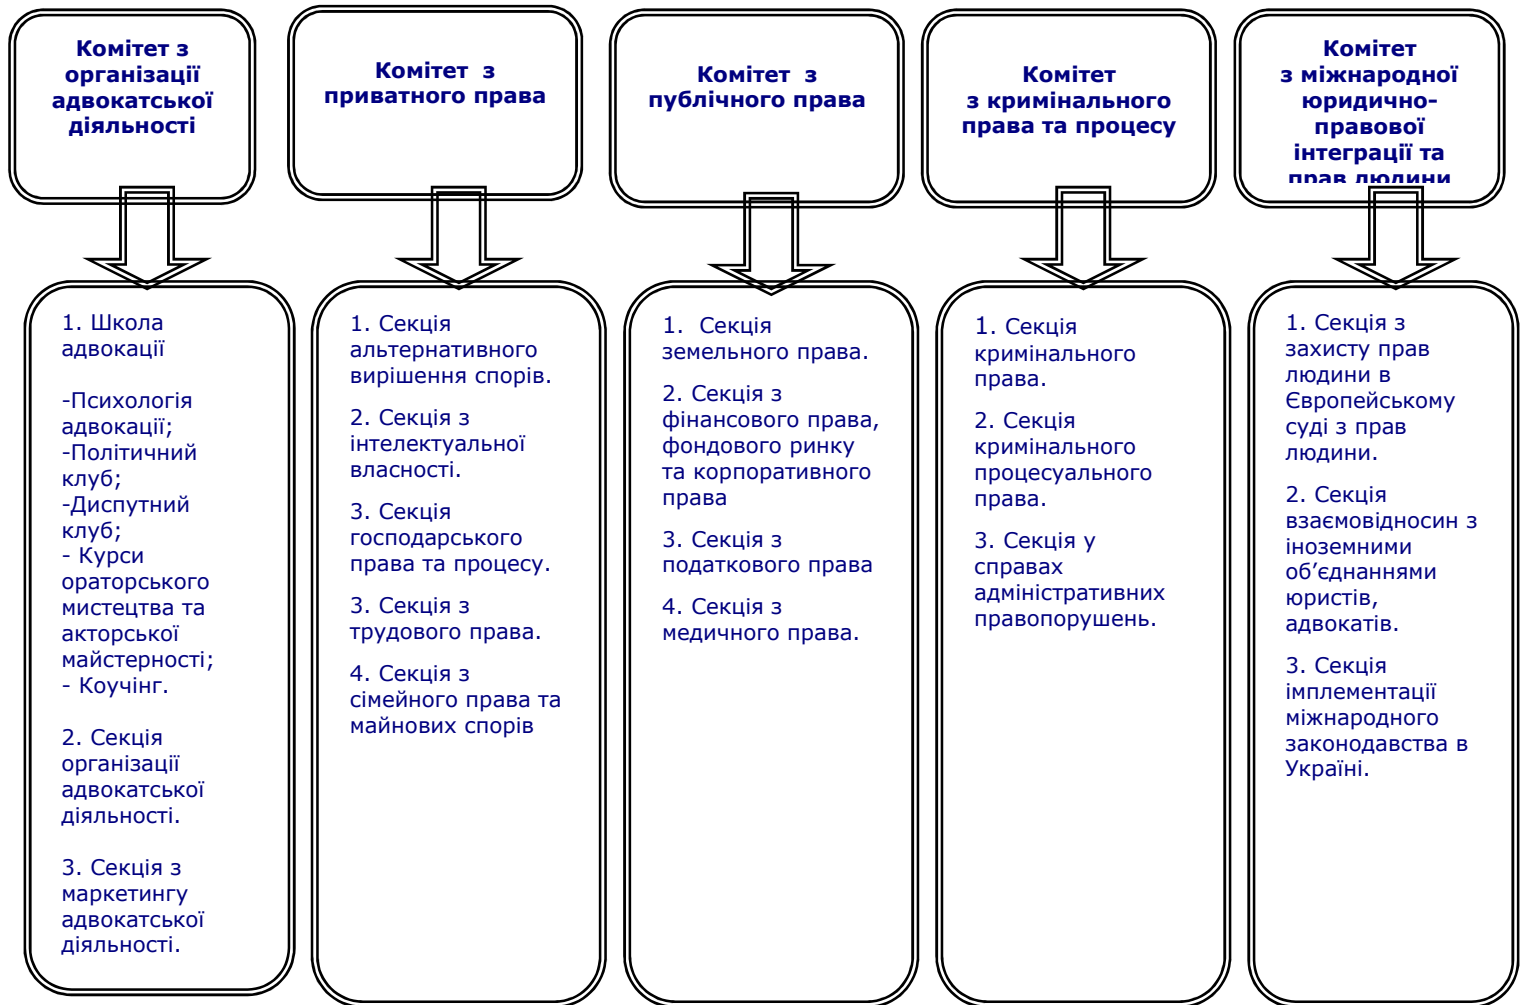 Комітет з
організації
адвокатської
діяльності
Комітет з
приватного права
Комітет з
публічного права
Комітет
з кримінального
права та процесу
Комітет
з міжнародної
юридично-
правової
інтеграції та
прав людини
1. Школа
адвокації
-Психологія
адвокації;
-Політичний
клуб;
-Диспутний
клуб;
- Курси
ораторського
мистецтва та
акторської
майстерності;
- Коучінг.
2. Секція
організації
адвокатської
діяльності.
3. Секція з
маркетингу
адвокатської
діяльності.
1. Секція
альтернативного
вирішення спорів.
2. Секція з
інтелектуальної
власності.
3. Секція
господарського
права та процесу.
3. Секція з
трудового права.
4. Секція з
сімейного права та
майнових спорів
1. Секція
земельного права.
2. Секція з
фінансового права,
фондового ринку
та корпоративного
права
3. Секція з
податкового права
4. Секція з
медичного права.
1. Секція
кримінального
права.
2. Секція
кримінального
процесуального
права.
3. Секція у
справах
адміністративних
правопорушень.
1. Секція з
захисту прав
людини в
Європейському
суді з прав
людини.
2. Секція
взаємовідносин з
іноземними
об’єднаннями
юристів,
адвокатів.
3. Секція
імплементації
міжнародного
законодавства в
Україні.